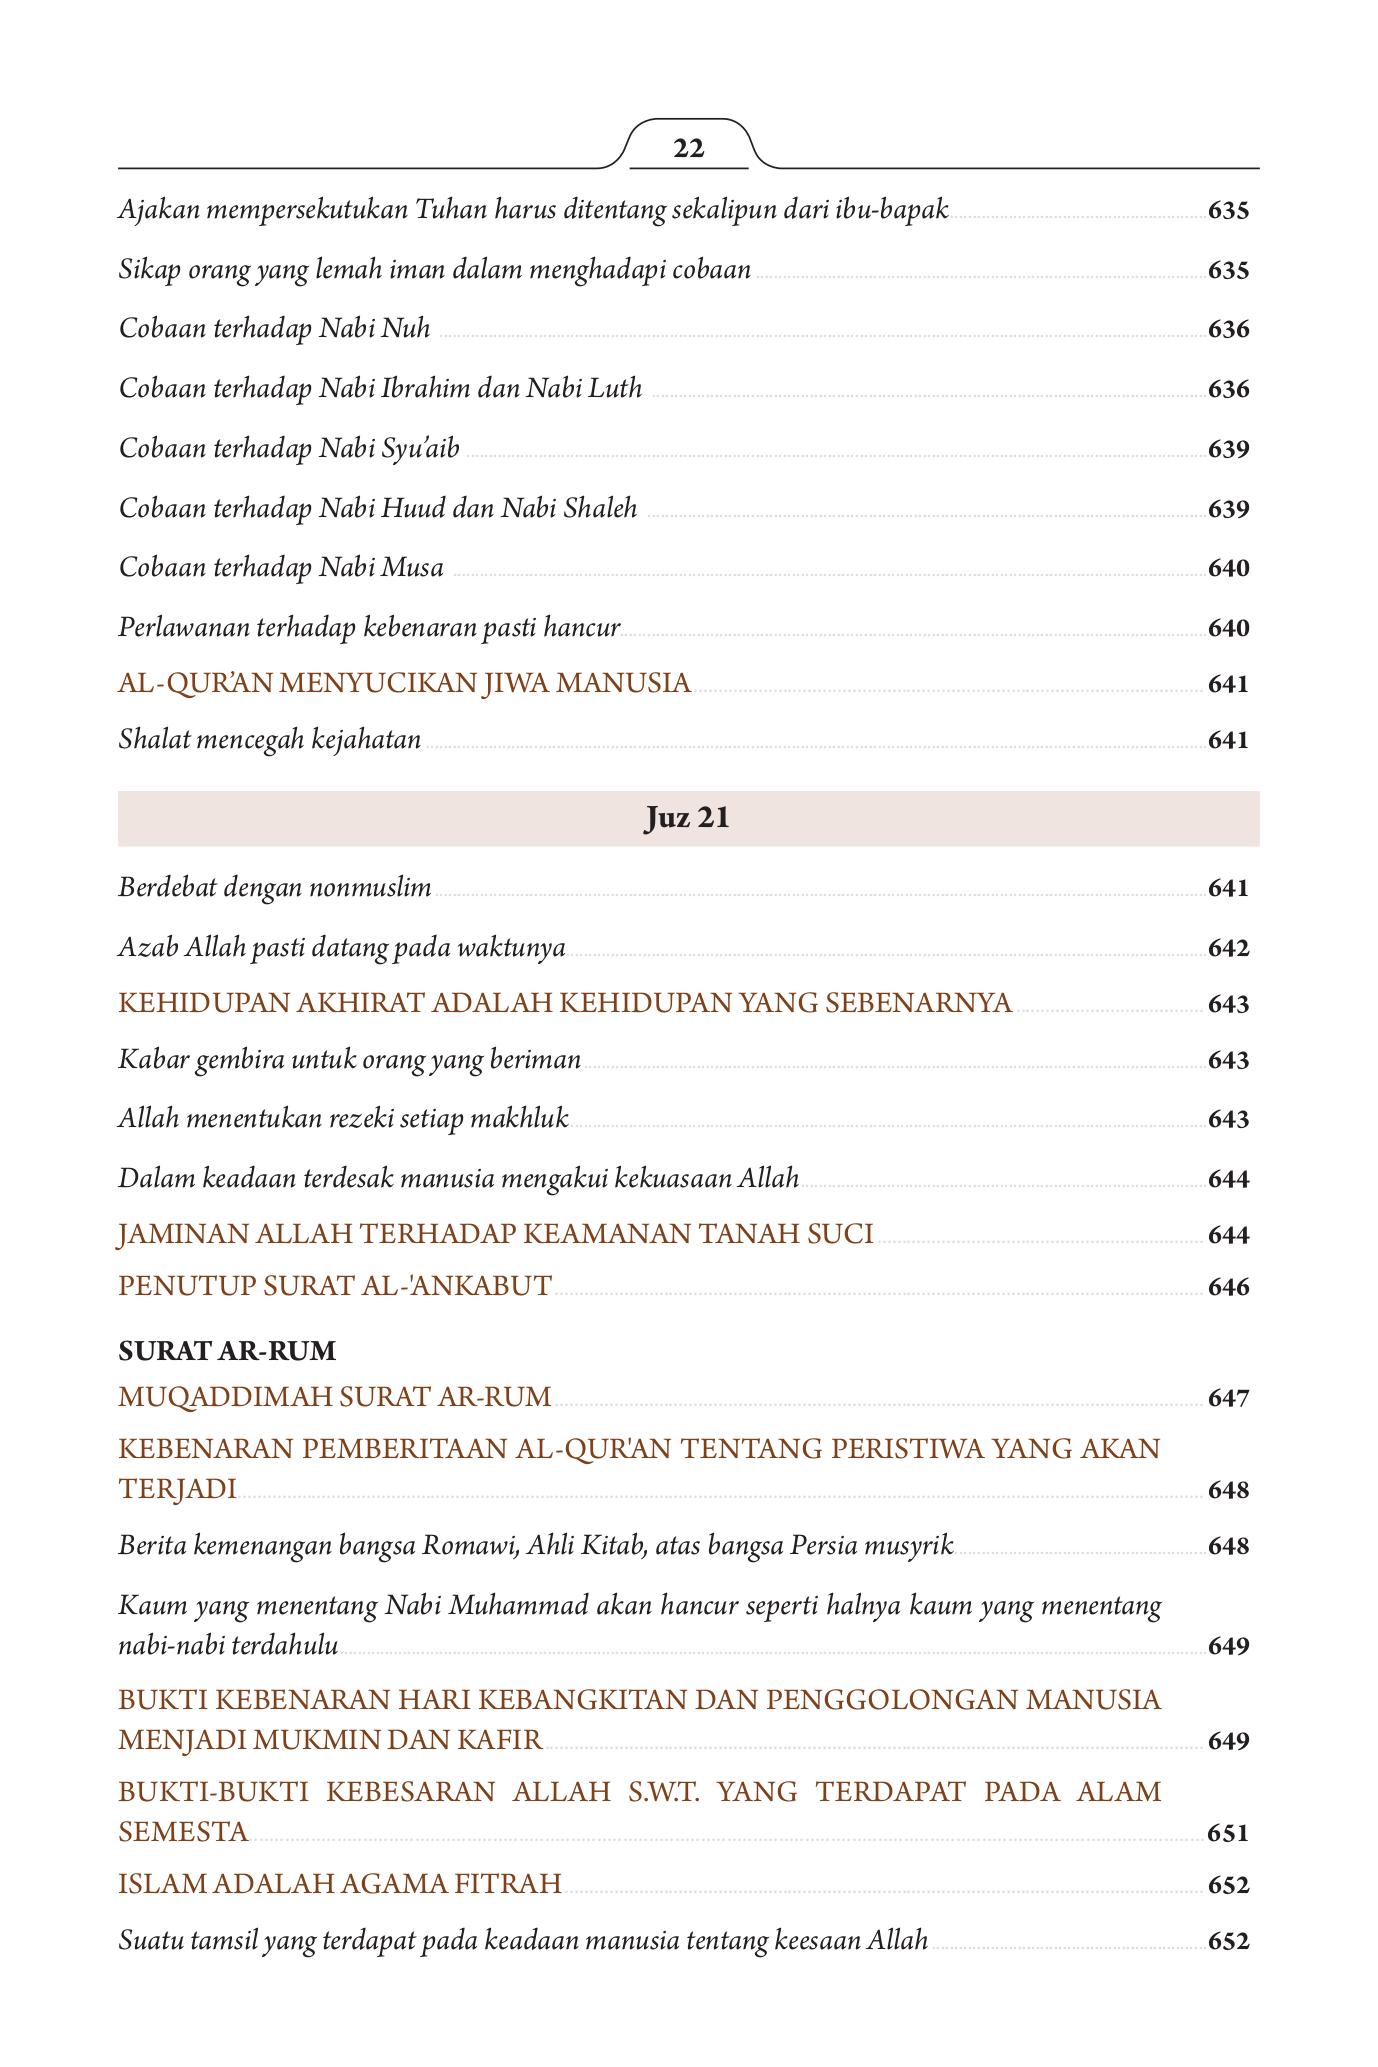 22
Ajakan mempersekutukan Tuhan harus ditentang sekalipun dari ibu-bapak 635
Sikap orang yang lemah iman dalam menghadapi cobaan 635
Cobaan terhadap Nabi Nuh 636
Cobaan terhadap Nabi Ibrahim dan Nabi Luth 636
Cobaan terhadap Nabi Syu’aib 639
Cobaan terhadap Nabi Huud dan Nabi Shaleh 639
Cobaan terhadap Nabi Musa 640
Perlawanan terhadap kebenaran pasti hancur 640
AL-QUR’AN MENYUCIKAN JIWA MANUSIA 641
Shalat mencegah kejahatan 641
Juz 21
Berdebat dengan nonmuslim 641
Azab Allah pasti datang pada waktunya 642
KEHIDUPAN AKHIRAT ADALAH KEHIDUPAN YANG SEBENARNYA 643
Kabar gembira untuk orang yang beriman 643
Allah menentukan rezeki setiap makhluk 643
Dalam keadaan terdesak manusia mengakui kekuasaan Allah 644
JAMINAN ALLAH TERHADAP KEAMANAN TANAH SUCI 644
PENUTUP SURAT AL-'ANKABUT 646
SURAT AR-RUM
MUQADDIMAH SURAT AR-RUM 647
KEBENARAN PEMBERITAAN AL-QUR'AN TENTANG PERISTIWA YANG AKAN
TERJADI 648
Berita kemenangan bangsa Romawi, Ahli Kitab, atas bangsa Persia musyrik 648
Kaum yang menentang Nabi Muhammad akan hancur seperti halnya kaum yang menentang
nabi-nabi terdahulu 649
BUKTI KEBENARAN HARI KEBANGKITAN DAN PENGGOLONGAN MANUSIA
MENJADI MUKMIN DAN KAFIR 649
BUKTI-BUKTI KEBESARAN ALLAH S.W.T. YANG TERDAPAT PADA ALAM
SEMESTA 651
ISLAM ADALAH AGAMA FITRAH 652
Suatu tamsil yang terdapat pada keadaan manusia tentang keesaan Allah 652